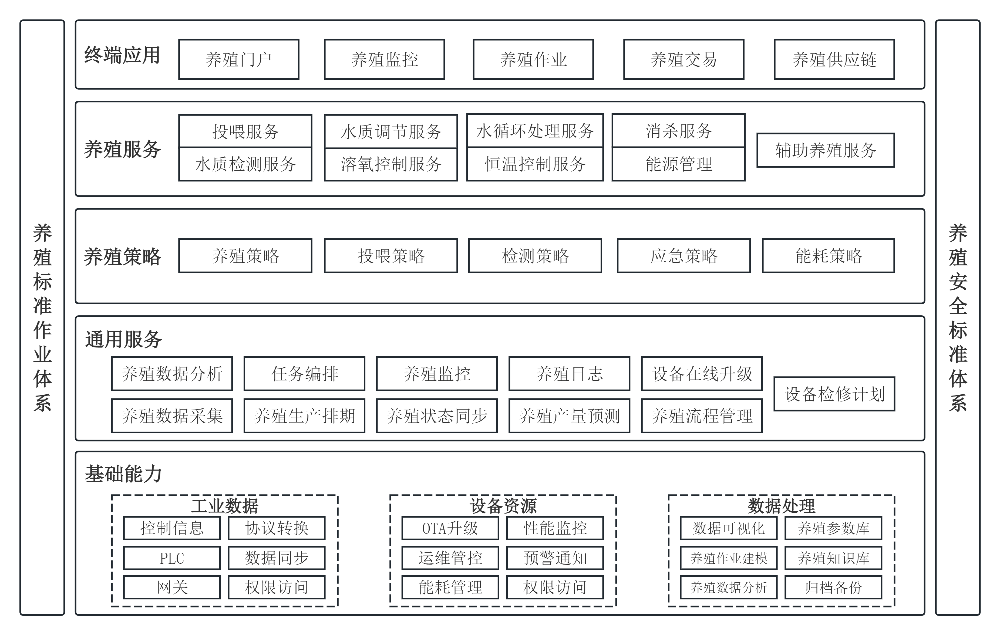 养殖标准作业体系
终端应用
养殖门户
养殖监控
养殖作业
养殖交易
养殖供应链
养殖服务
投喂服务
水质调节服务
水循环处理服务
消杀服务
水质检测服务
溶氧控制服务
恒温控制服务
能源管理
辅助养殖服务
养殖策略
养殖策略
投喂策略
检测策略
应急策略
能耗策略
通用服务
养殖数据分析
任务编排
养殖监控
养殖日志
设备在线升级
养殖数据采集
养殖生产排期
养殖状态同步
养殖产量预测
养殖流程管理
设备检修计划
基础能力
工业数据
控制信息
协议转换
PLC
数据同步
网关
权限访问
设备资源
OTA升级
性能监控
运维管控
预警通知
能耗管理
权限访问
数据处理
数据可视化
养殖参数库
养殖作业建模
养殖知识库
养殖数据分析
归档备份
养殖安全标准体系